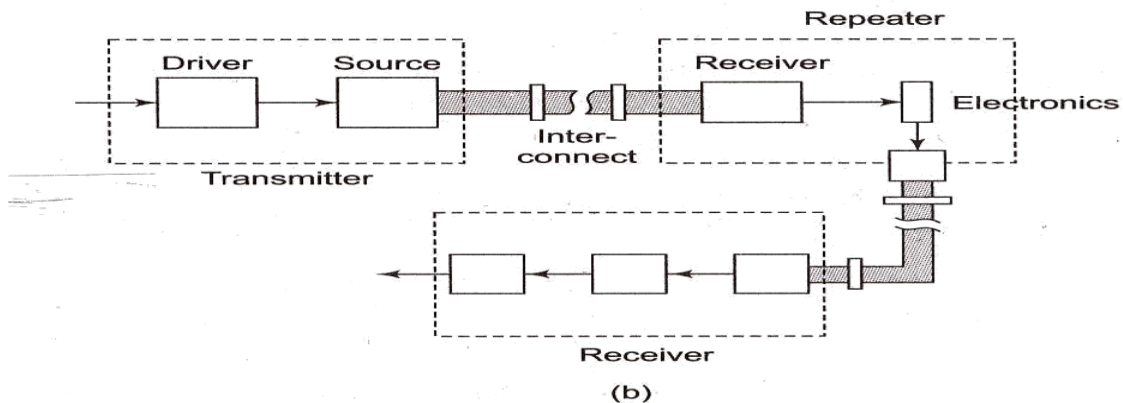 Repeater
Driver
Source
Receiver
Electronics
Inter-
connect
Transmitter
Receiver
(b)